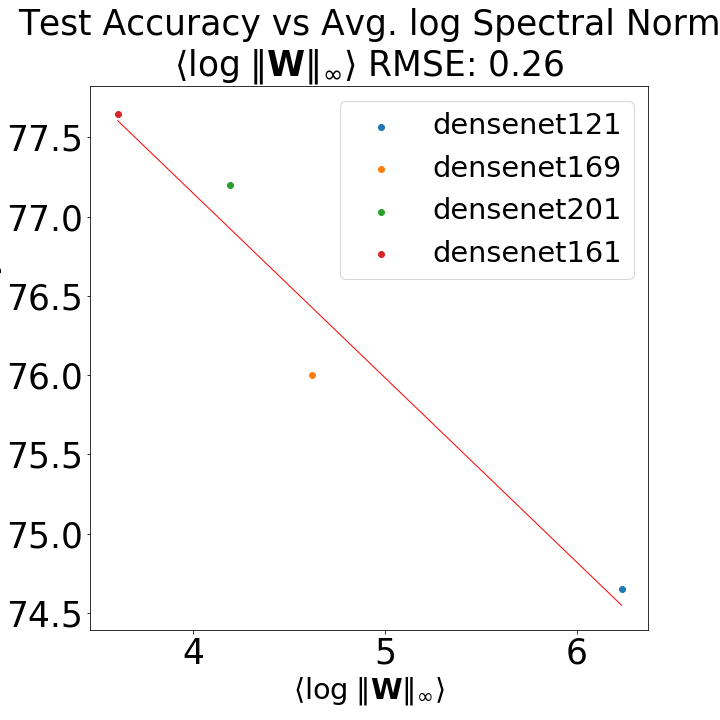 Test Accuracy vs Avg. log Spectral Norm
⟨log ‖W‖∞⟩ RMSE: 0.26
densenet121
densenet169
densenet201
densenet161
77.5
77.0
76.5
76.0
75.5
75.0
74.5
4 5 6
⟨log ‖W‖∞⟩